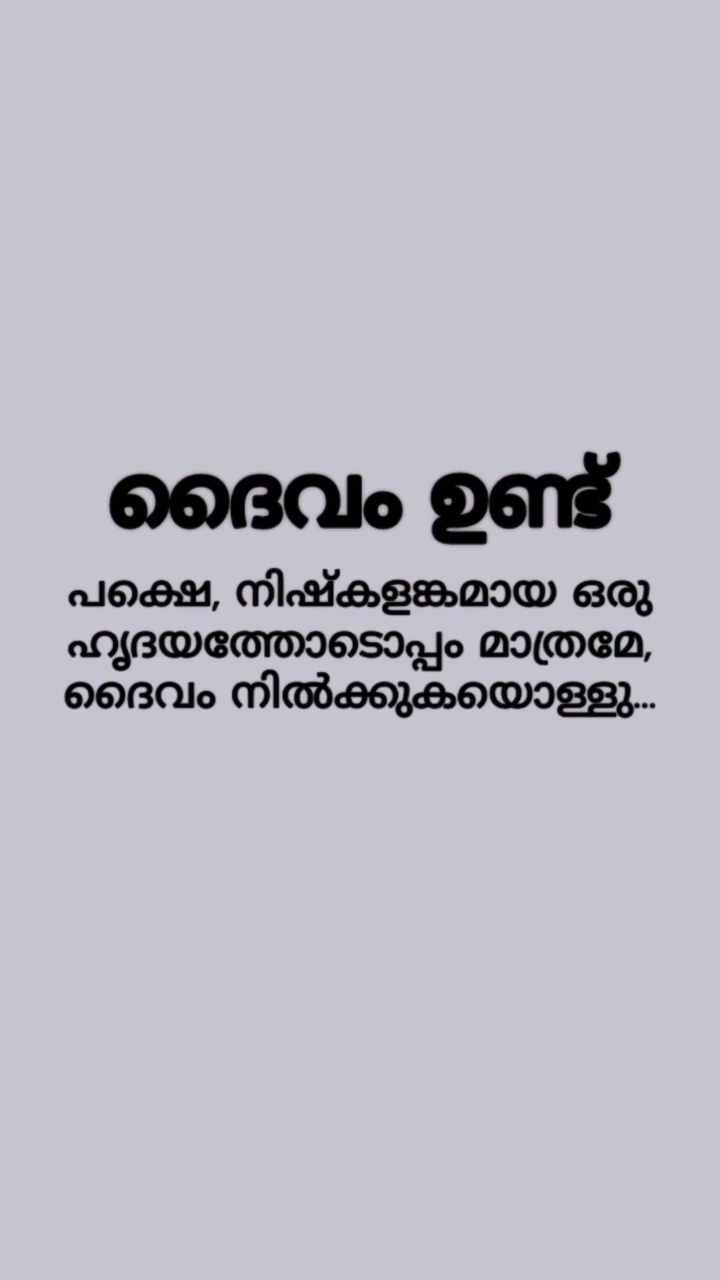 ദൈവം ഉണ്ട്
പക്ഷെ, നിഷ്കളങ്കമായ ഒരു
ഹൃദയത്തോടൊപ്പം മാത്രമേ,
ദൈവം നിൽക്കുകയൊള്ളു...